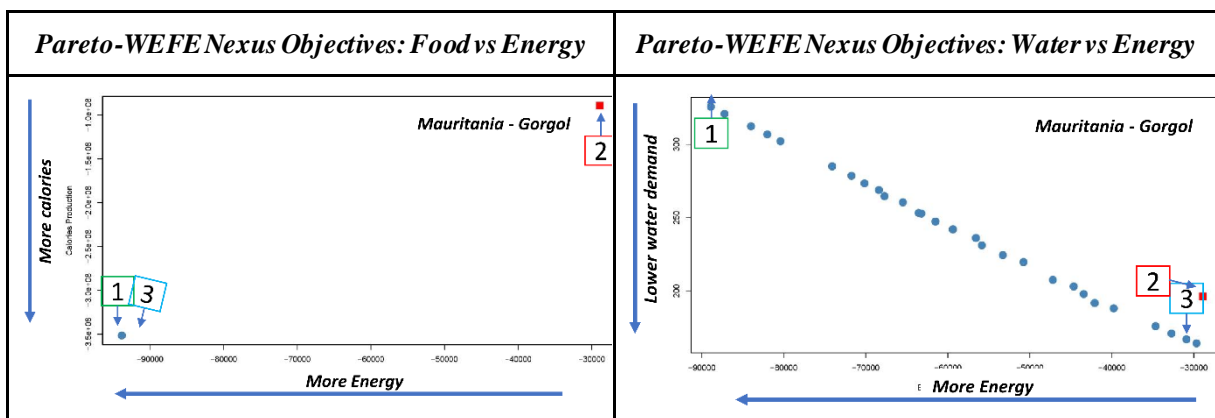 Pareto-WEFE Nexus Objectives: Food vs Energy
Pareto-WEFE Nexus Objectives: Water vs Energy
More calories
Calories Production
-1.0e+08
-1.5e+08
-2.0e+08
-2.5e+08
-3.0e+08
-3.5e+08
Mauritania - Gorgol
2
1
3
-90000
-80000
-70000
-60000
-50000
-40000
-30000
More Energy
Lower water demand
300
250
200
Mauritania - Gorgol
1
2
3
-90000
-80000
-70000
-60000
-50000
-40000
-30000
E More Energy